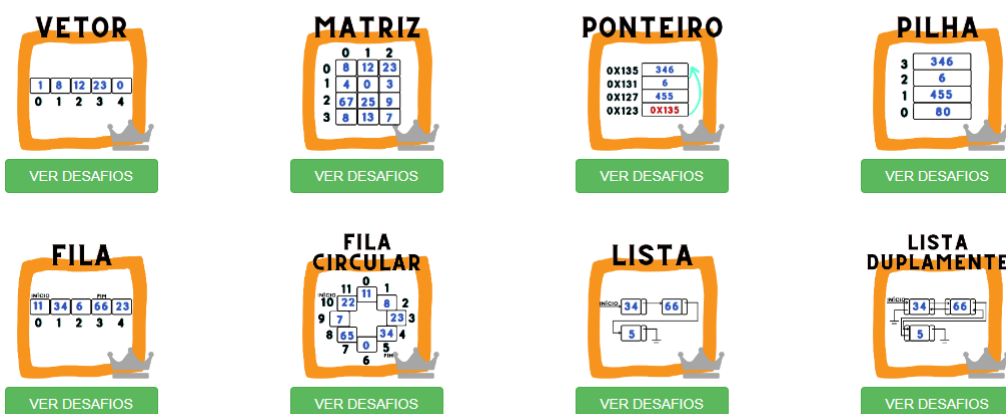 VETOR
1 8 12 23 0
0 1 2 3 4
VER DESAFIOS
MATRIZ
0 1 2
0 8 12 23
1 4 0 3
2 67 25 9
3 8 13 7
VER DESAFIOS
PONTEIRO
0X135 346
0X131 6
0X127 455
0X123 0X135
VER DESAFIOS
PILHA
3 346
2 6
1 455
0 80
VER DESAFIOS
FILA
INÍCIO FIM
11 34 6 66 23
0 1 2 3 4
VER DESAFIOS
FILA
CIRCULAR
0
11 11 1
INÍCIO
10 22 8 2
9 7 23 3
8 65 34 4
7 0 5
6 FIM
VER DESAFIOS
LISTA
INÍCIO 34 66
5
VER DESAFIOS
LISTA
DUPLAMENTE
INÍCIO 34 66
5
VER DESAFIOS